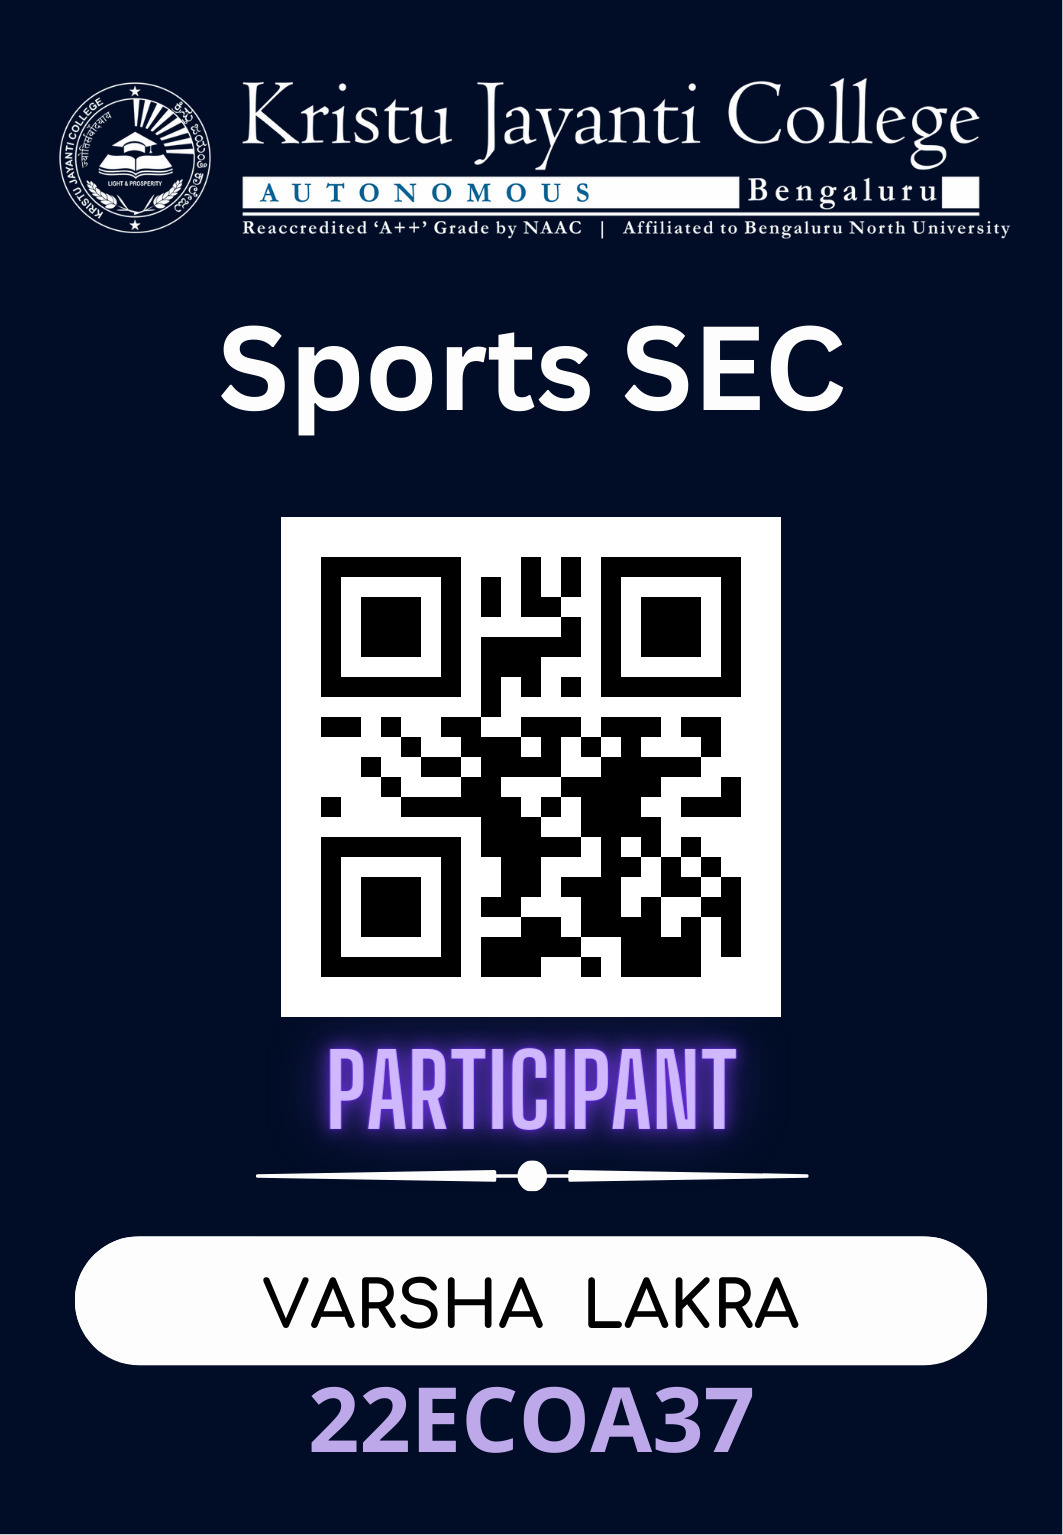 KRISTU JAYANTI COLLEGE
LIGHT & PROSPERITY
Kristu Jayanti College
AUTONOMOUS Bengaluru
Reaccredited ‘A++’ Grade by NAAC | Affiliated to Bengaluru North University
Sports SEC
PARTICIPANT
VARSHA LAKRA
22ECOA37